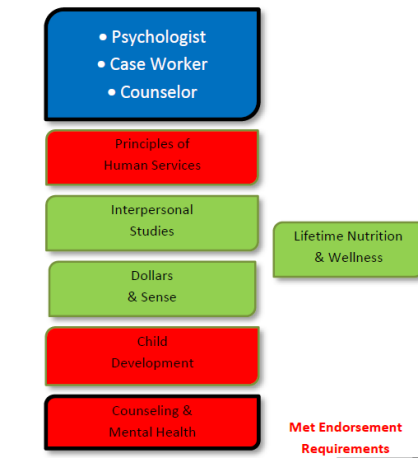 • Psychologist
• Case Worker
• Counselor
Principles of
Human Services
Interpersonal
Studies
Lifetime Nutrition
& Wellness
Dollars
& Sense
Child
Development
Counseling &
Mental Health
Met Endorsement
Requirements